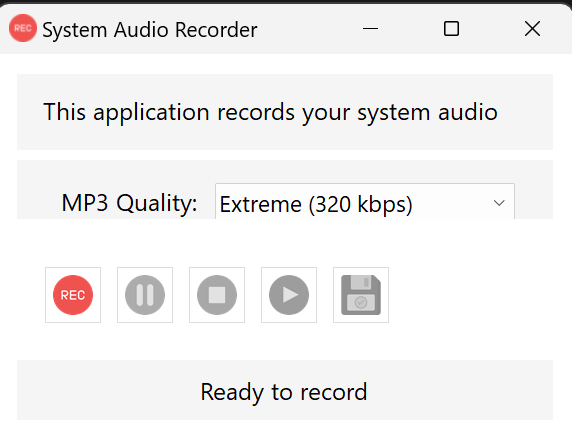 REC System Audio Recorder
This application records your system audio
MP3 Quality: Extreme (320 kbps)
REC
Ready to record